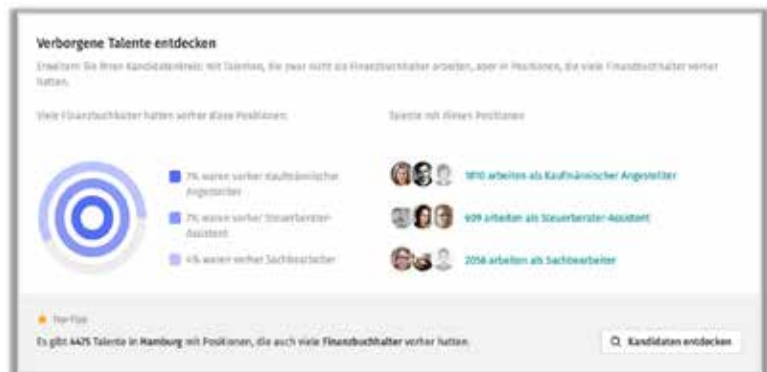 Verborgene Talente entdecken
Erweitern Sie Ihren Kandidatenkreis: mit Talenten, die zwar nicht als Finanzbuchhalter arbeiten, aber in Positionen, die viele Finanzbuchhalter vorher
hatten.
Viele Finanzbuchhalter hatten vorher diese Positionen:
Talente mit diesen Positionen
7% waren vorher Kaufmännischer
Angestellter
7% waren vorher Steuerberater-
Assistent
4% waren vorher Sachbearbeiter
1810 arbeiten als Kaufmännischer Angestellter
609 arbeiten als Steuerberater-Assistent
2056 arbeiten als Sachbearbeiter
Es gibt 4475 Talente in Hamburg mit Positionen, die auch viele Finanzbuchhalter vorher hatten.
Kandidaten entdecken